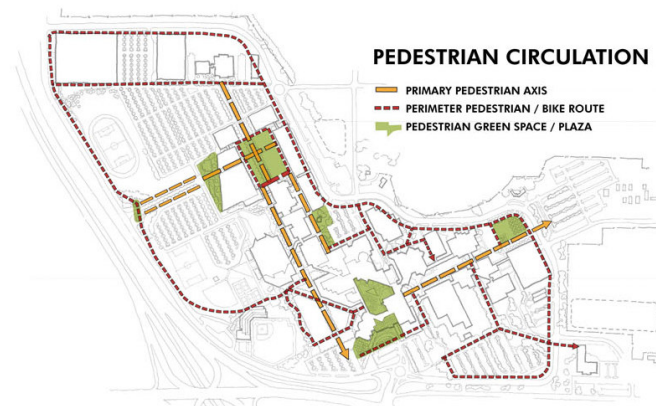 PEDESTRIAN CIRCULATION
PRIMARY PEDESTRIAN AXIS
PERIMETER PEDESTRIAN / BIKE ROUTE
PEDESTRIAN GREEN SPACE / PLAZA